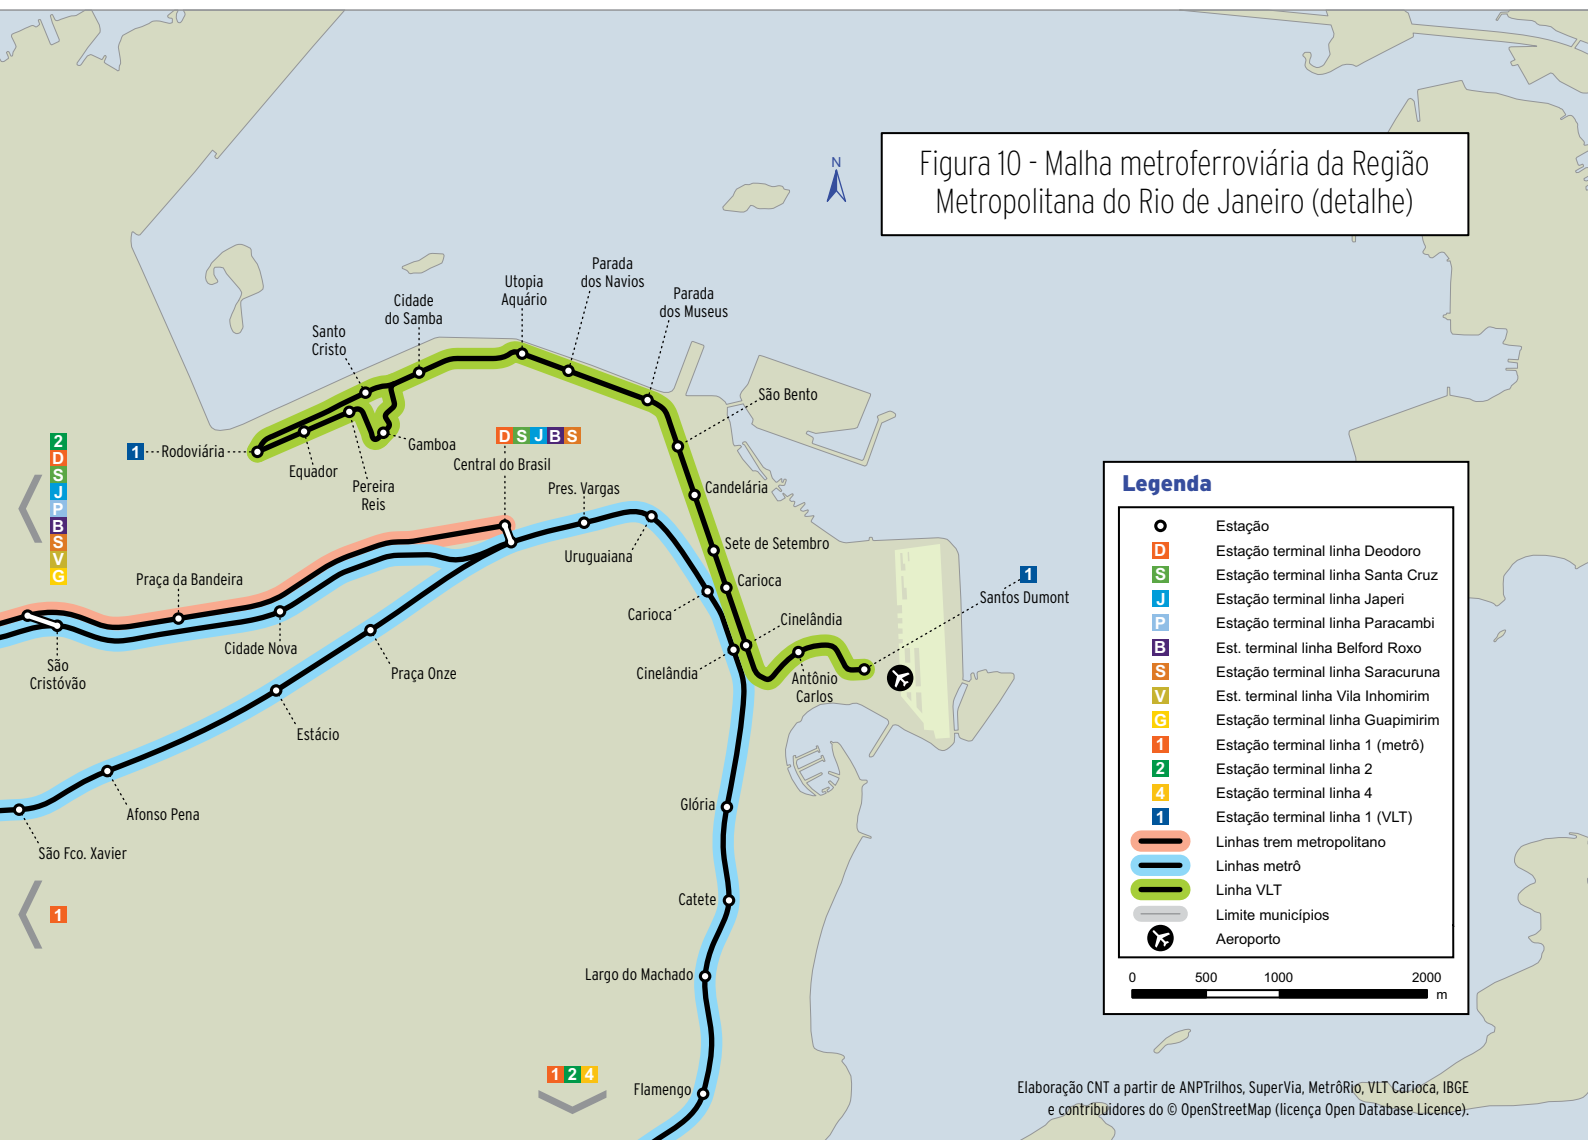 Figura 10 - Malha metroferroviária da Região
Metropolitana do Rio de Janeiro (detalhe)
N
Parada
dos Navios
Utopia
Aquário
Parada
dos Museus
Cidade
do Samba
Santo
Cristo
São Bento
1
Rodoviária
Equador
Pereira
Reis
Gamboa
D S J B S
Central do Brasil
Pres. Vargas
Uruguaiana
Candelária
Sete de Setembro
Carioca
Carioca
Cinelândia
Cinelândia
1
Santos Dumont
Antônio
Carlos
2
D
S
J
P
B
S
V
G
Praça da Bandeira
Cidade Nova
São
Cristóvão
Praça Onze
Estácio
Afonso Pena
São Fco. Xavier
1
Glória
Catete
Largo do Machado
Flamengo
1 2 4
Legenda
Estação
D Estação terminal linha Deodoro
S Estação terminal linha Santa Cruz
J Estação terminal linha Japeri
P Estação terminal linha Paracambi
B Est. terminal linha Belford Roxo
S Estação terminal linha Saracuruna
V Est. terminal linha Vila Inhomirim
G Estação terminal linha Guapimirim
1 Estação terminal linha 1 (metrô)
2 Estação terminal linha 2
4 Estação terminal linha 4
1 Estação terminal linha 1 (VLT)
Linhas trem metropolitano
Linhas metrô
Linha VLT
Limite municípios
Aeroporto
0 500 1000 2000
m
Elaboração CNT a partir de ANPTrilhos, SuperVia, MetrôRio, VLT Carioca, IBGE
e contribuidores do © OpenStreetMap (licença Open Database Licence).